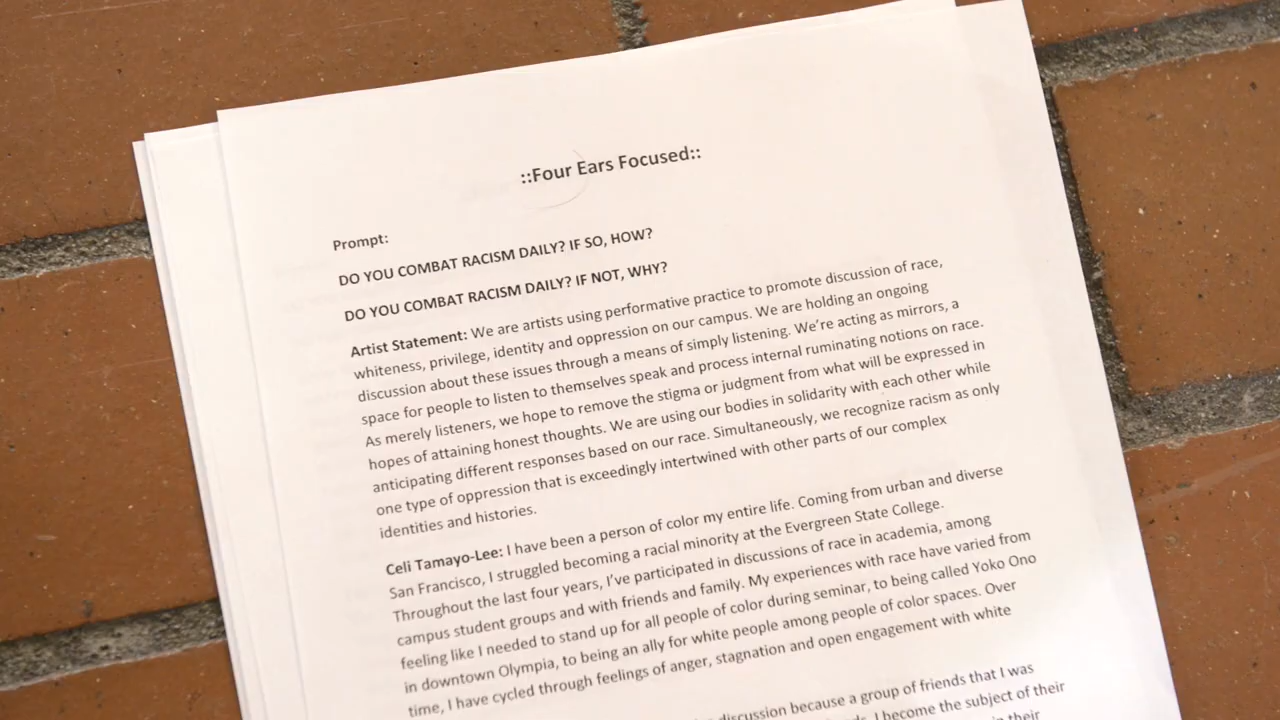 ::Four Ears Focused::
Prompt:
DO YOU COMBAT RACISM DAILY? IF SO, HOW?
DO YOU COMBAT RACISM DAILY? IF NOT, WHY?
Artist Statement: We are artists using performative practice to promote discussion of race,
whiteness, privilege, identity and oppression on our campus. We are holding an ongoing
discussion about these issues through a means of simply listening. We’re acting as mirrors, a
space for people to listen to themselves speak and process internal ruminating notions on race.
As merely listeners, we hope to remove the stigma or judgment from what will be expressed in
hopes of attaining honest thoughts. We are using our bodies in solidarity with each other while
anticipating different responses based on our race. Simultaneously, we recognize racism as only
one type of oppression that is exceedingly intertwined with other parts of our complex
identities and histories.
Celi Tamayo-Lee: I have been a person of color my entire life. Coming from urban and diverse
San Francisco, I struggled becoming a racial minority at the Evergreen State College.
Throughout the last four years, I’ve participated in discussions of race in academia, among
campus student groups and with friends and family. My experiences with race have varied from
feeling like I needed to stand up for all people of color during seminar, to being called Yoko Ono
in downtown Olympia, to being an ally for white people among people of color spaces. Over
time, I have cycled through feelings of anger, stagnation and open engagement with white
discussion because a group of friends that I was
I become the subject of their
in their